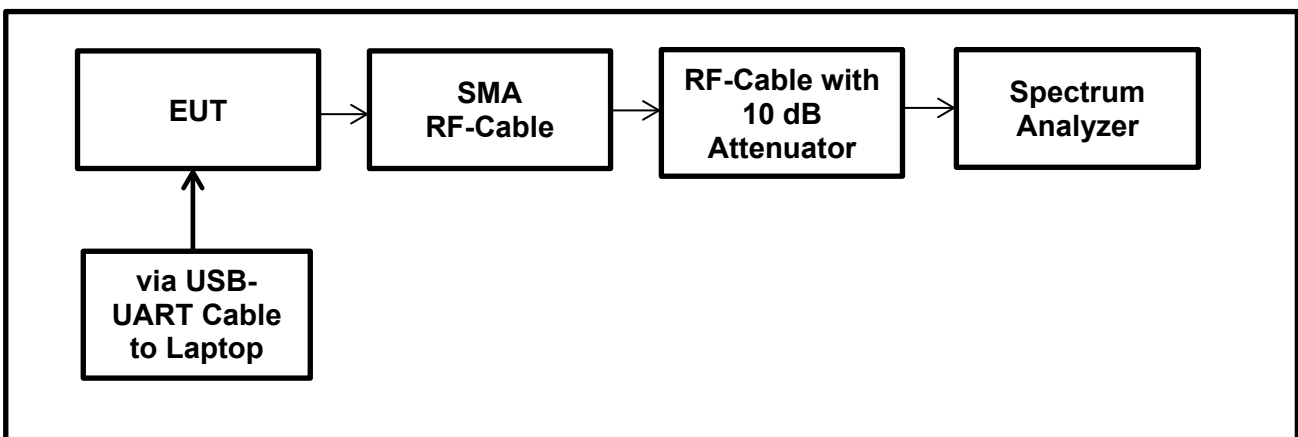 EUT
SMA
RF-Cable
RF-Cable with
10 dB
Attenuator
Spectrum
Analyzer
via USB-
UART Cable
to Laptop